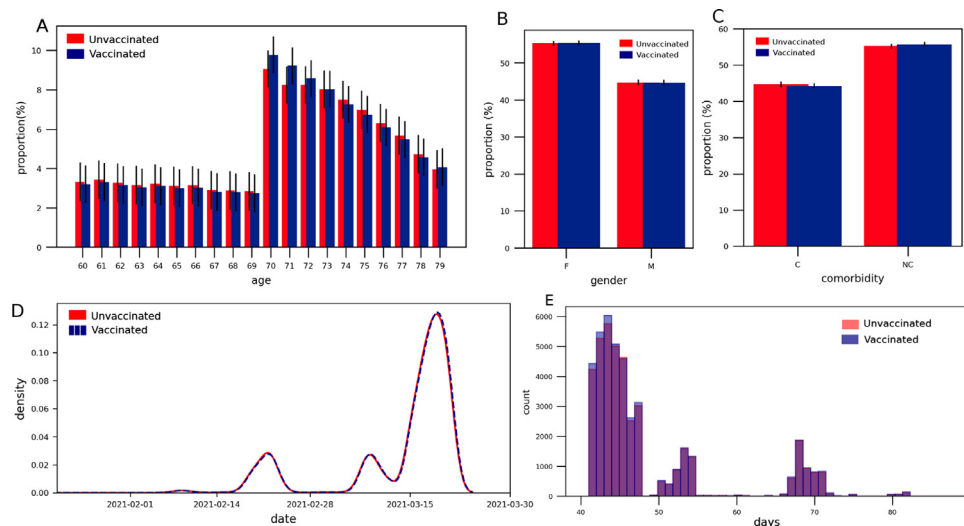 A
Unvaccinated
Vaccinated
proportion(%)
10
8
6
4
2
0
60 61 62 63 64 65 66 67 68 69 70 71 72 73 74 75 76 77 78 79
age
B
Unvaccinated
Vaccinated
proportion (%)
50
40
30
20
10
0
F M
gender
C
Unvaccinated
Vaccinated
proportion (%)
60
50
40
30
20
10
0
C NC
comorbidity
D
Unvaccinated
Vaccinated
density
0.12
0.10
0.08
0.06
0.04
0.02
0.00
2021-02-01 2021-02-14 2021-02-28 2021-03-15 2021-03-30
date
E
Unvaccinated
Vaccinated
count
6000
5000
4000
3000
2000
1000
0
40 50 60 70 80
days